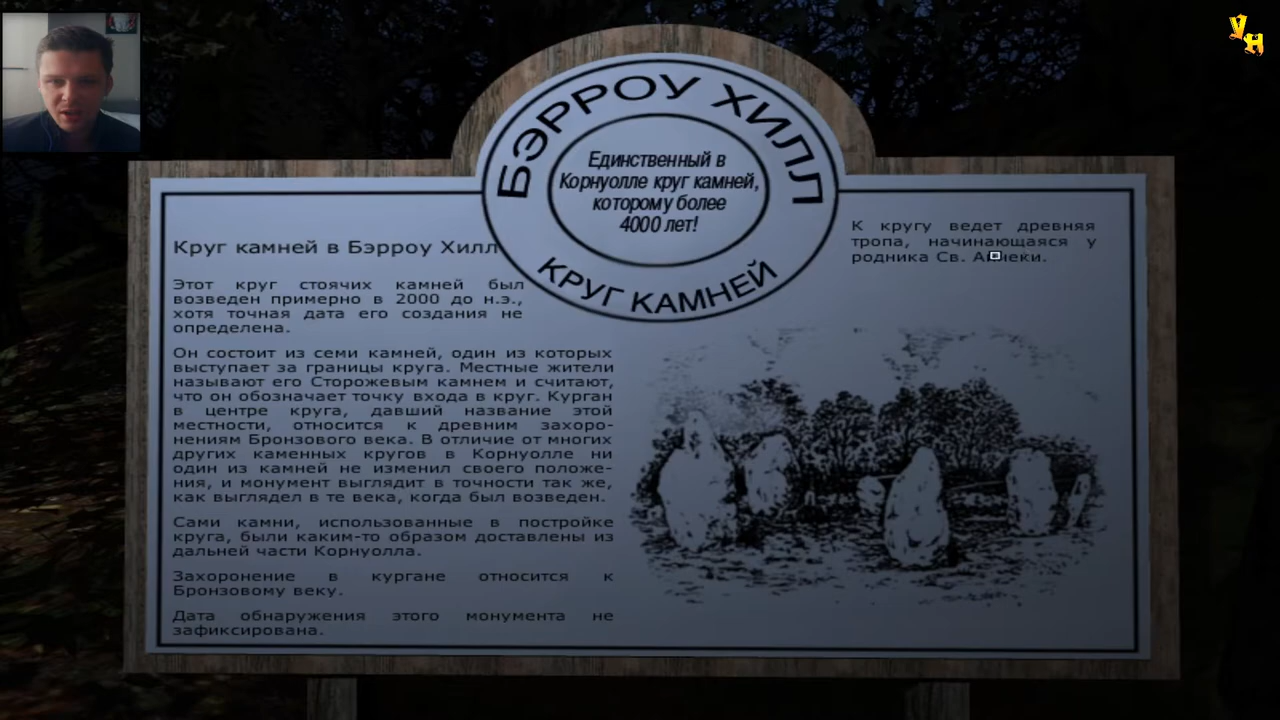 БЭРРОУ ХИЛЛ
Единственный в
Корнуолле круг камней,
которому более
4000 лет!
КРУГ КАМНЕЙ
Круг камней в Бэрроу Хилл
Этот круг стоячих камней был
возведен примерно в 2000 до н.э.,
хотя точная дата его создания не
определена.
Он состоит из семи камней, один из которых
выступает за границы круга. Местные жители
называют его Сторожевым камнем и считают,
что он обозначает точку входа в круг. Курган
в центре круга, давший название этой
местности, относится к древним захоро-
нениям Бронзового века. В отличие от многих
других каменных кругов в Корнуолле ни
один из камней не изменил своего положе-
ния, и монумент выглядит в точности так же,
как выглядел в те века, когда был возведен.
Сами камни, использованные в постройке
круга, были каким-то образом доставлены из
дальней части Корнуолла.
Захоронение в кургане относится к
Бронзовому веку.
Дата обнаружения этого монумента не
зафиксирована.
К кругу ведет древняя
тропа, начинающаяся у
родника Св.
УН